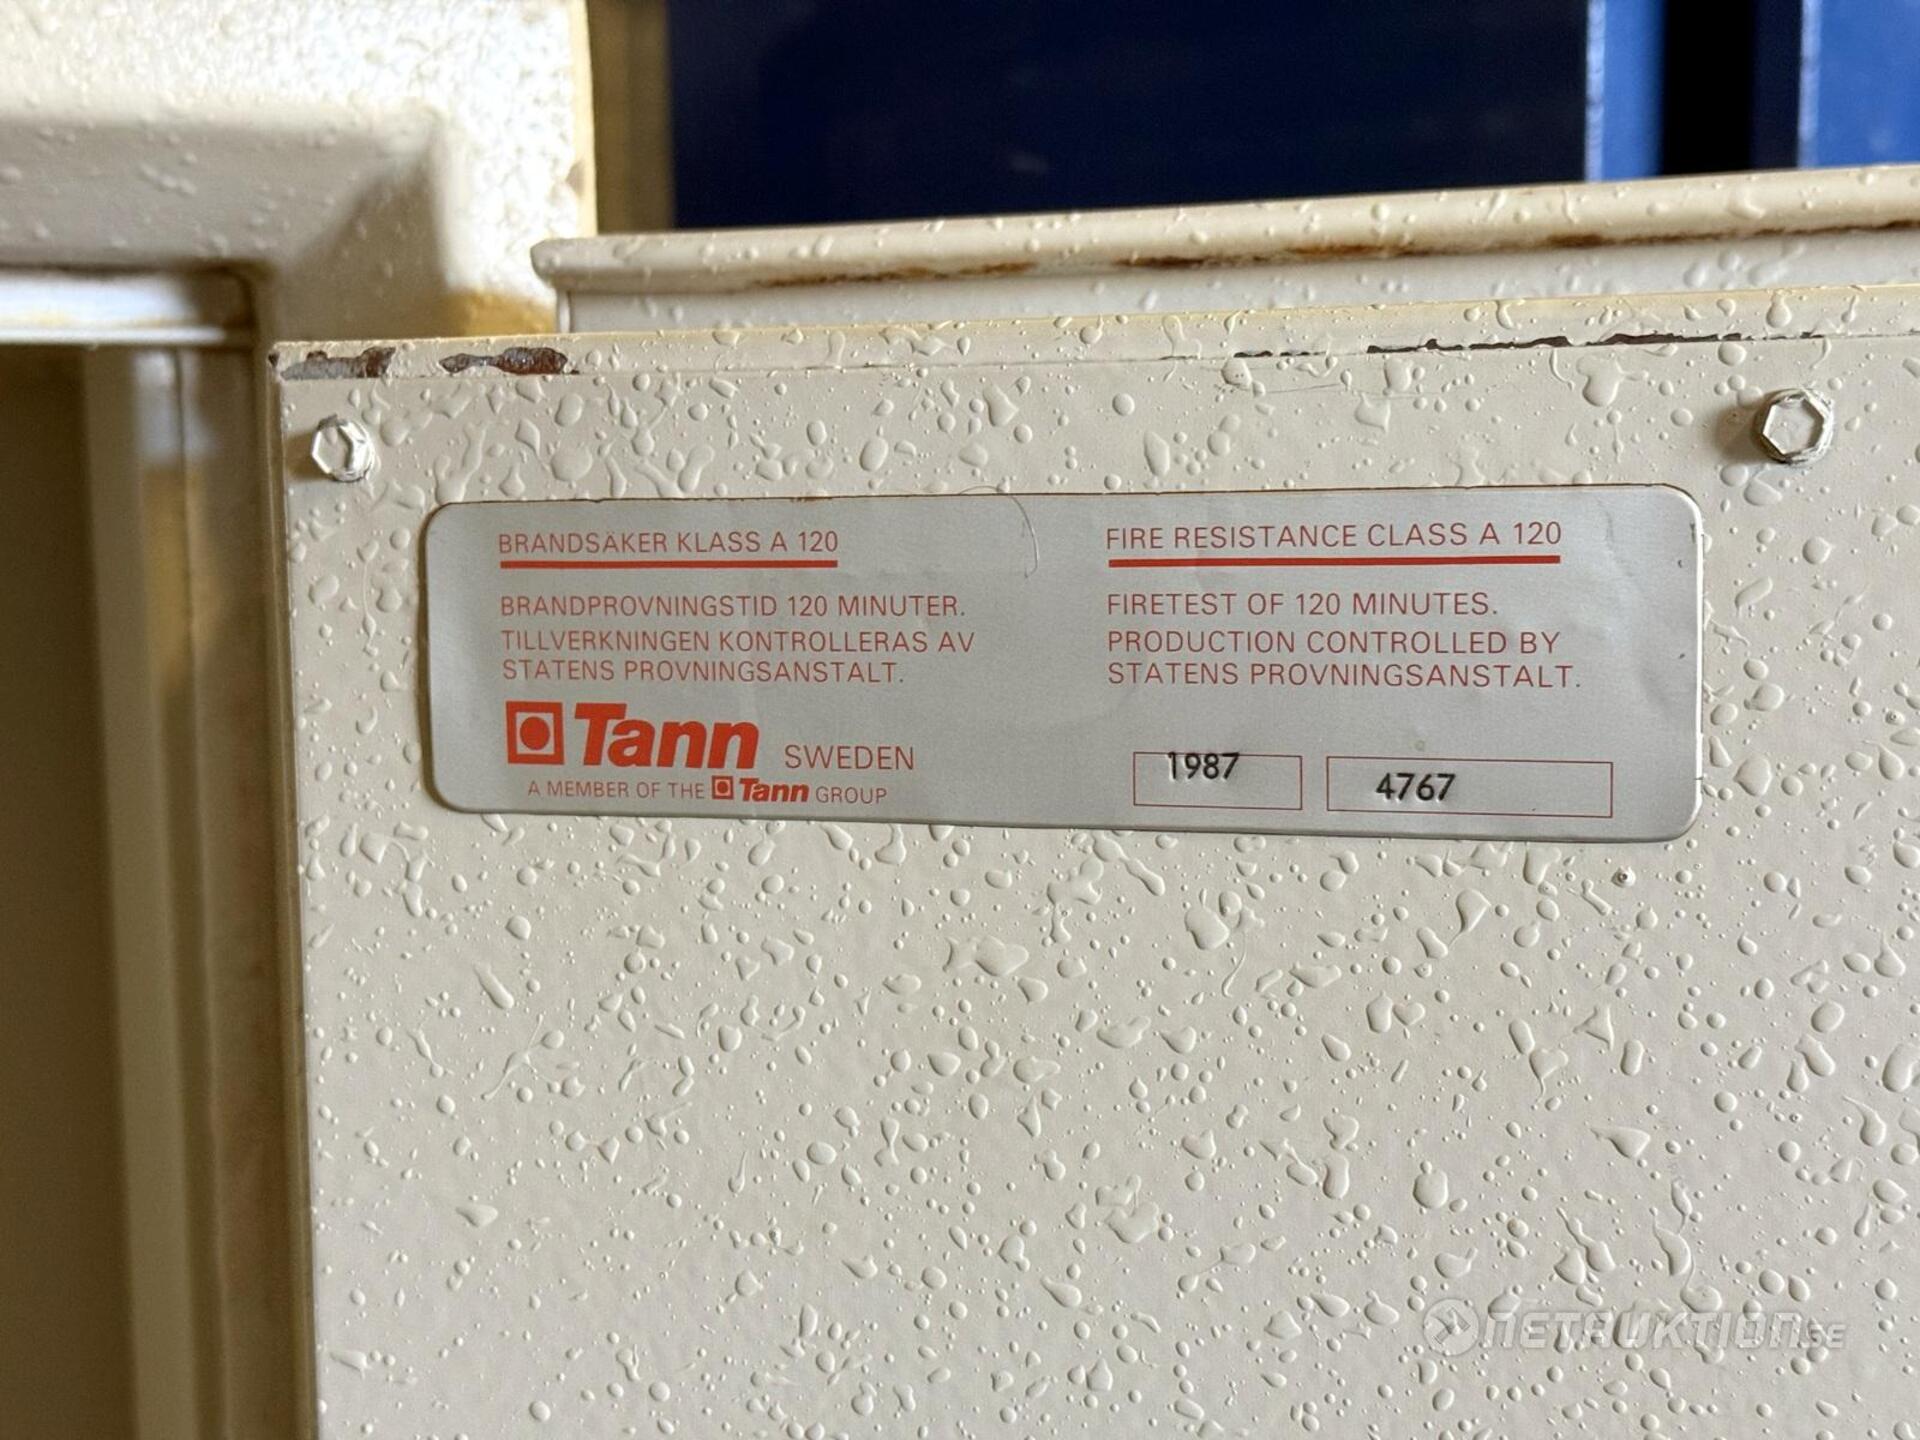 BRANDSÄKER KLASS A 120
BRANDPROVNINGSTID 120 MINUTER.
TILLVERKNINGEN KONTROLLERAS AV
STATENS PROVNINGSANSTALT.
Tann SWEDEN
A MEMBER OF THE Tann GROUP
FIRE RESISTANCE CLASS A 120
FIRETEST OF 120 MINUTES.
PRODUCTION CONTROLLED BY
STATENS PROVNINGSANSTALT.
1987 4767
NETAUKTION.SE